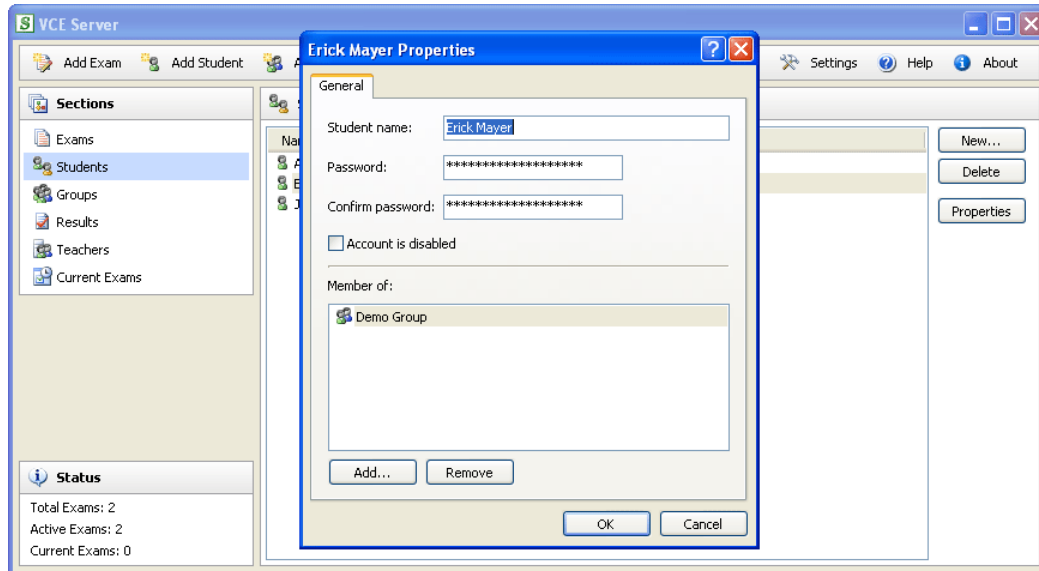 VCE Server
Add Exam Add Student Settings Help About
Sections
Exams
Students
Groups
Results
Teachers
Current Exams
Status
Total Exams: 2
Active Exams: 2
Current Exams: 0
New...
Delete
Properties
Erick Mayer Properties
General
Student name: Erick Mayer
Password: *******************
Confirm password: *******************
Account is disabled
Member of:
Demo Group
Add... Remove
OK Cancel